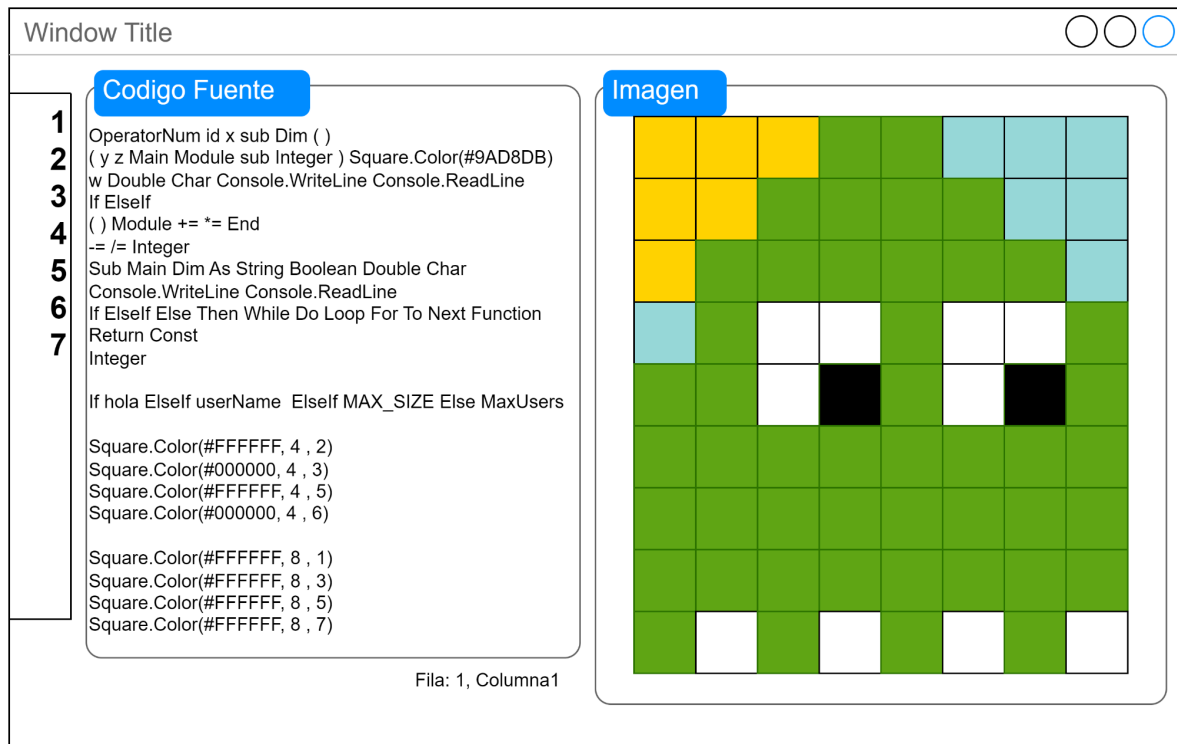 Window Title
Codigo Fuente
Imagen
1
2
3
4
5
6
7
OperatorNum id x sub Dim ( )
( y z Main Module sub Integer ) Square.Color(#9AD8DB)
w Double Char Console.WriteLine Console.ReadLine
If ElseIf
( ) Module += *= End
-= /= Integer
Sub Main Dim As String Boolean Double Char
Console.WriteLine Console.ReadLine
If ElseIf Else Then While Do Loop For To Next Function
Return Const
Integer
If hola ElseIf userName  ElseIf MAX_SIZE Else MaxUsers
Square.Color(#FFFFFF, 4 , 2)
Square.Color(#000000, 4 , 3)
Square.Color(#FFFFFF, 4 , 5)
Square.Color(#000000, 4 , 6)
Square.Color(#FFFFFF, 8 , 1)
Square.Color(#FFFFFF, 8 , 3)
Square.Color(#FFFFFF, 8 , 5)
Square.Color(#FFFFFF, 8 , 7)
Fila: 1, Columna1